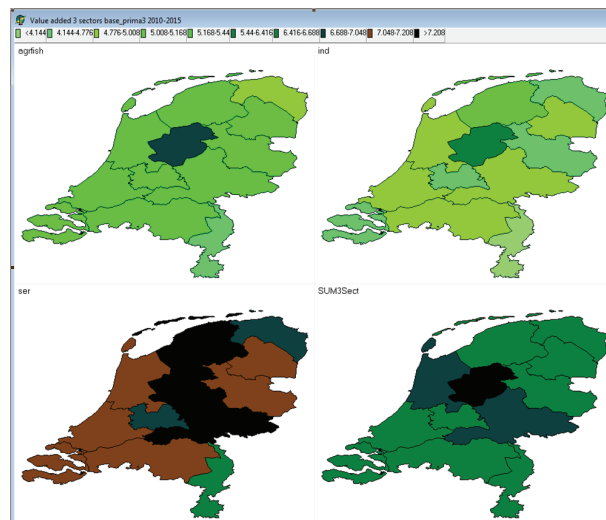 Value added 3 sectors base_prima3 2010-2015
<4.144 4.144-4.776 4.776-5.008 5.008-5.168 5.168-5.44 5.44-6.416 6.416-6.688 6.688-7.048 7.048-7.208 >7.208
agrfish ind
ser SUM3Sect